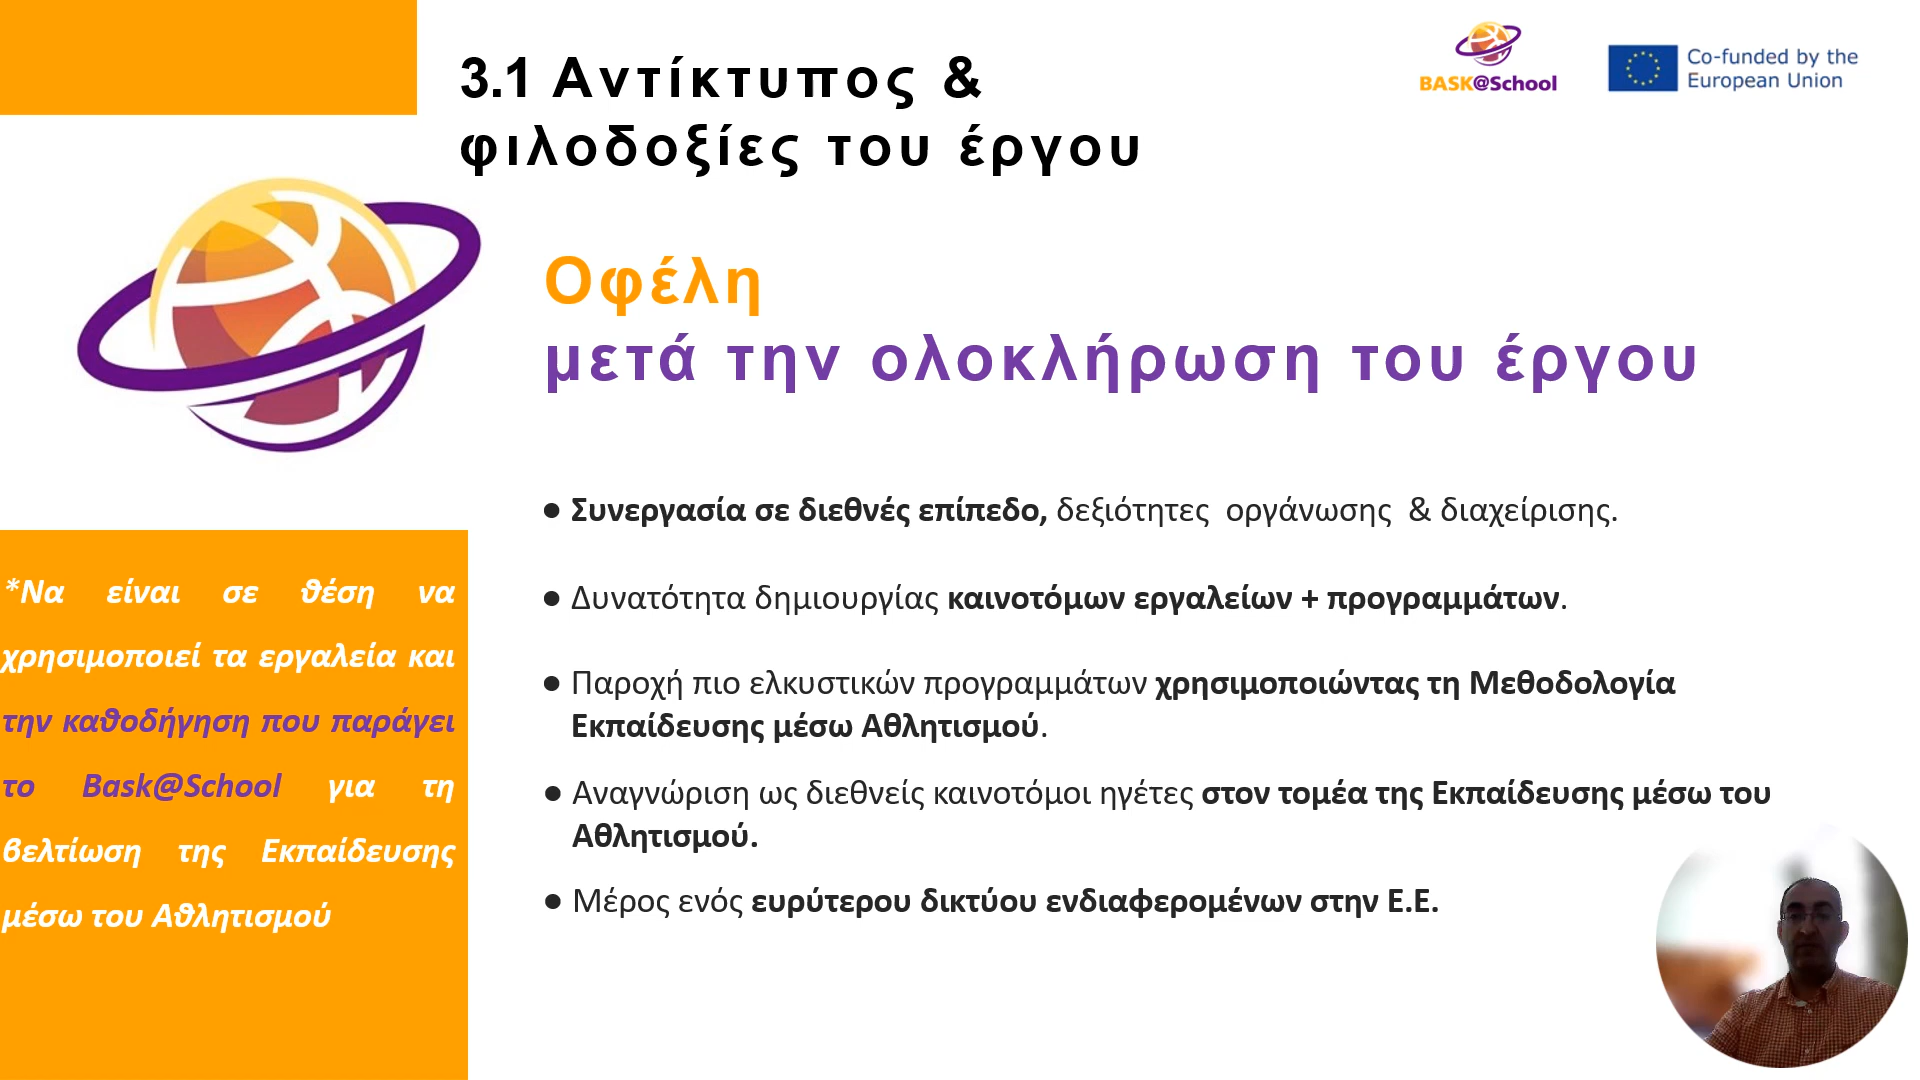 3.1 Αντίκτυπος &
φιλοδοξίες του έργου
BASK@School
Co-funded by the
European Union
Οφέλη
μετά την ολοκλήρωση του έργου
• Συνεργασία σε διεθνές επίπεδο, δεξιότητες οργάνωσης & διαχείρισης.
• Δυνατότητα δημιουργίας καινοτόμων εργαλείων + προγραμμάτων.
• Παροχή πιο ελκυστικών προγραμμάτων χρησιμοποιώντας τη Μεθοδολογία
Εκπαίδευσης μέσω Αθλητισμού.
• Αναγνώριση ως διεθνείς καινοτόμοι ηγέτες στον τομέα της Εκπαίδευσης μέσω του
Αθλητισμού.
• Μέρος ενός ευρύτερου δικτύου ενδιαφερομένων στην Ε.Ε.
*Να είναι σε θέση να
χρησιμοποιεί τα εργαλεία και
την καθοδήγηση που παράγει
το Bask@School για τη
βελτίωση της Εκπαίδευσης
μέσω του Αθλητισμού